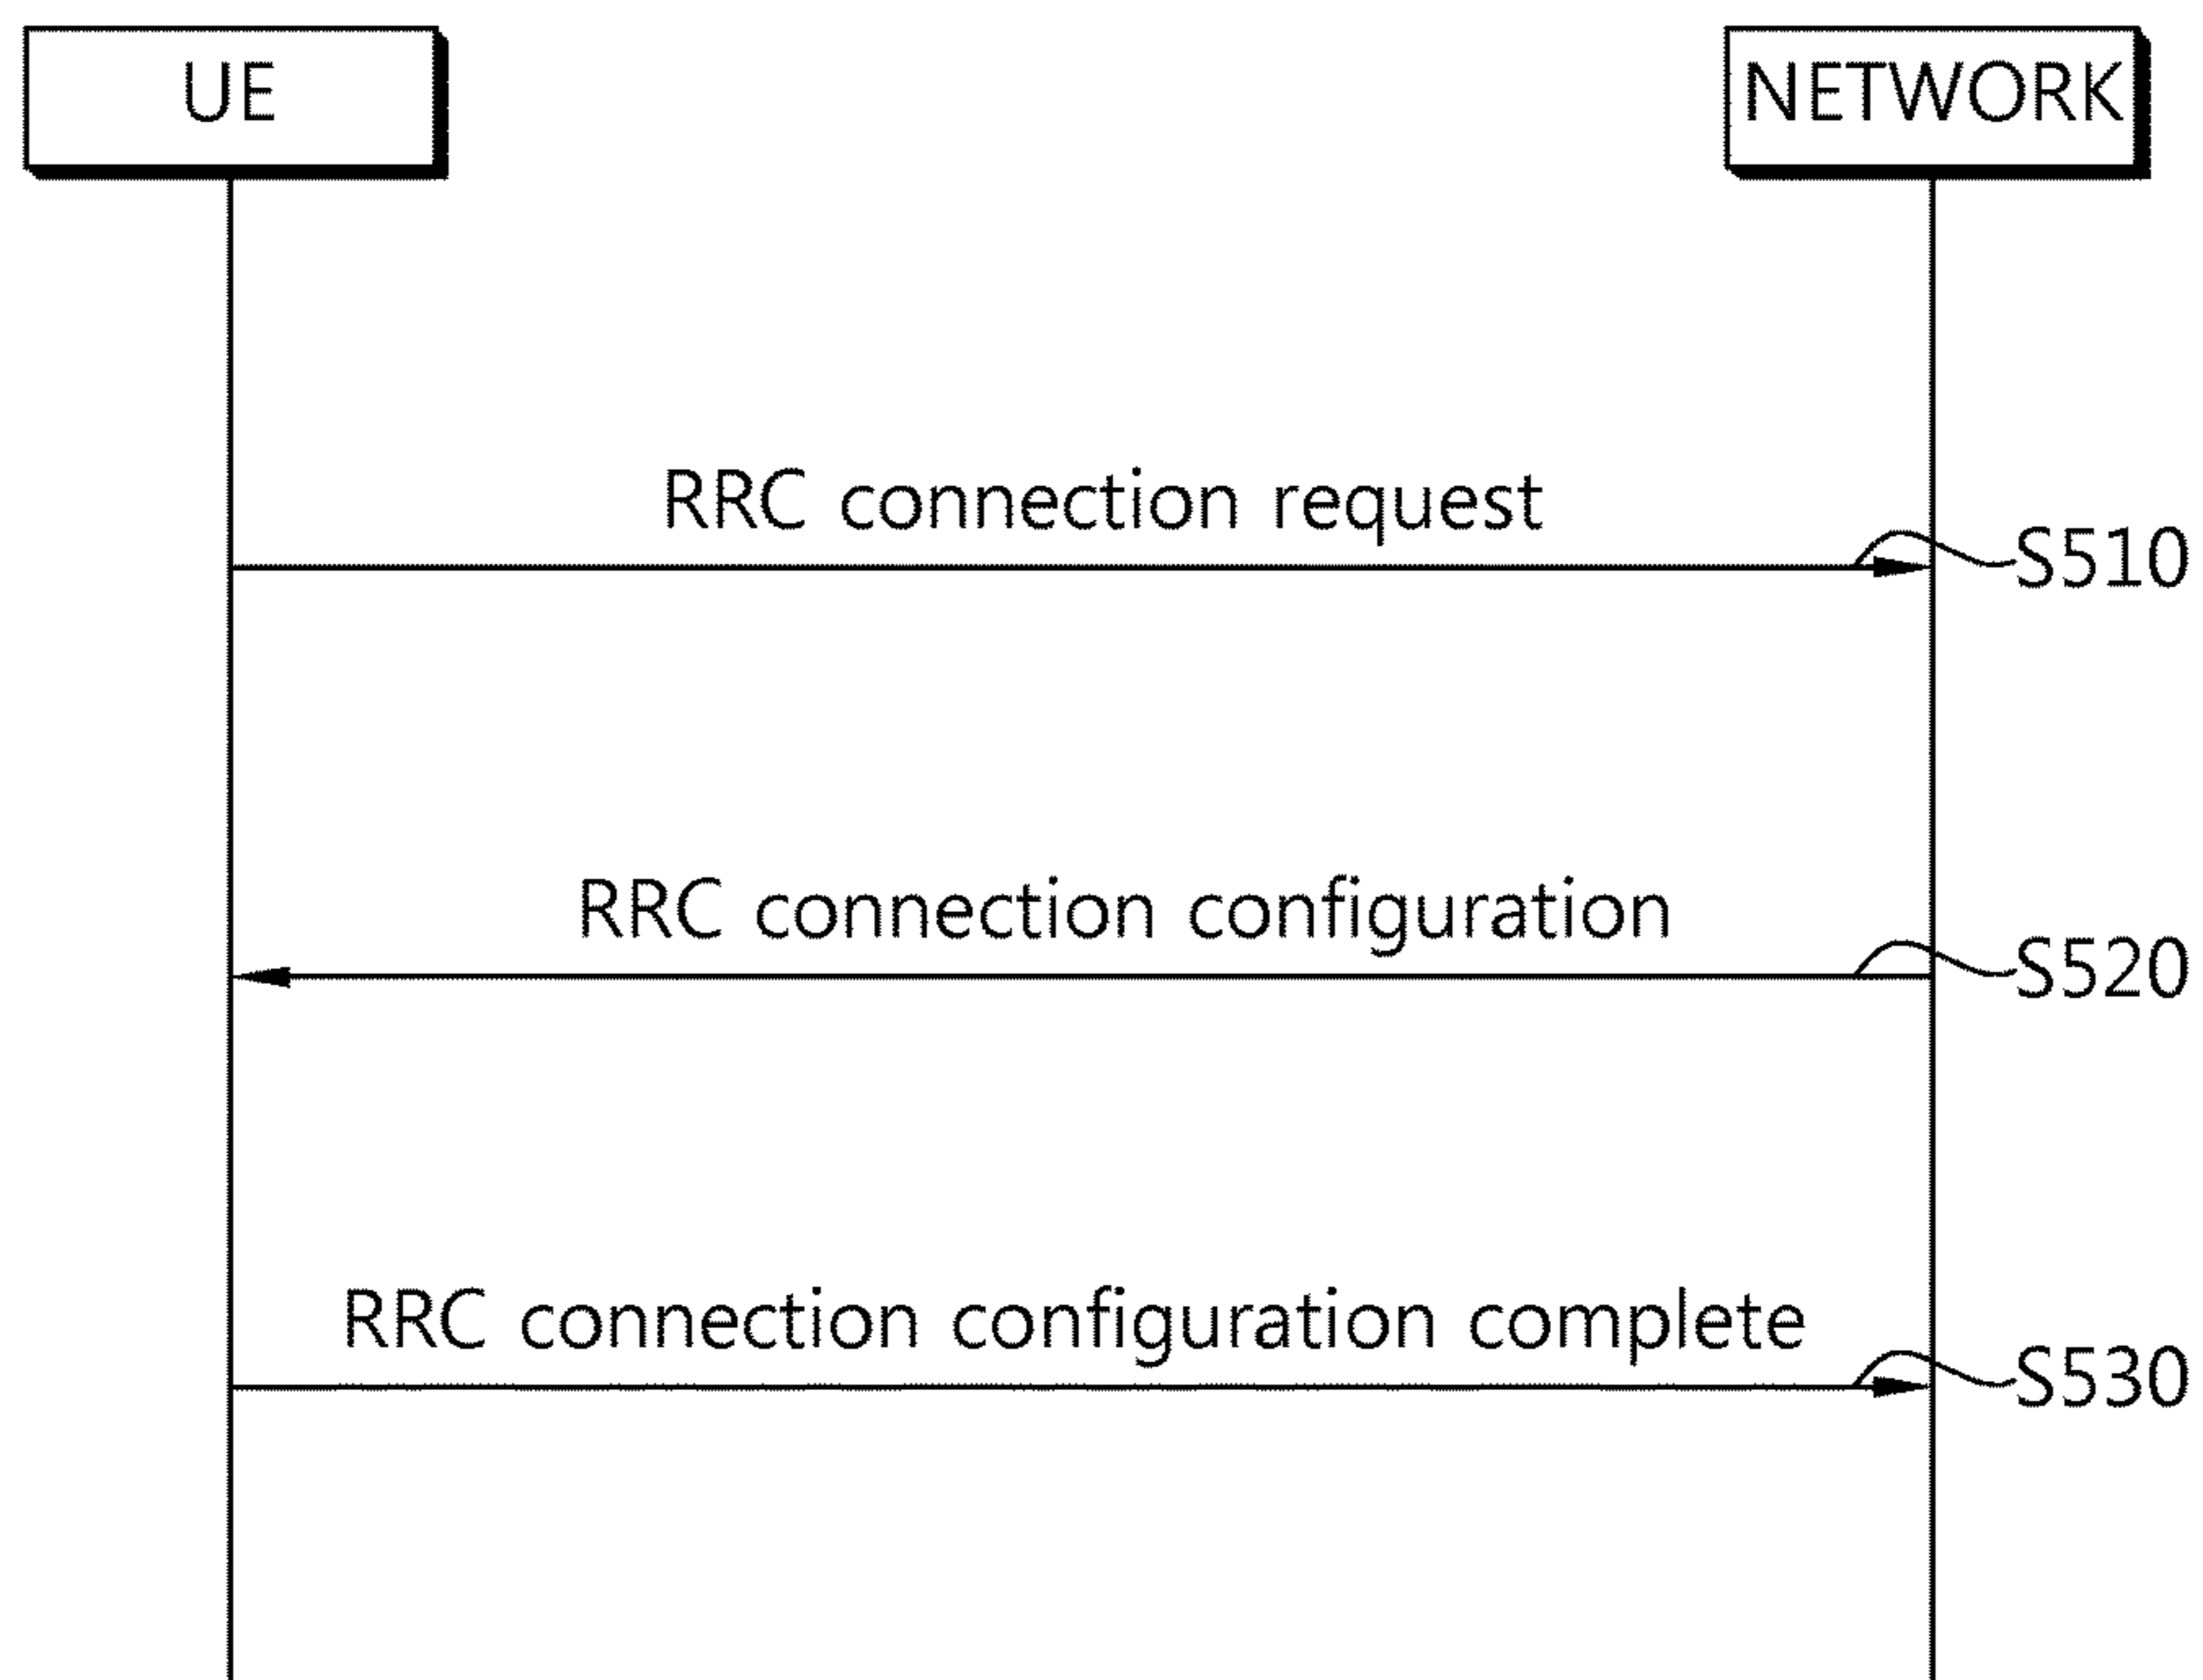 UE
NETWORK
RRC connection request
S510
RRC connection configuration
S520
RRC connection configuration complete
S530